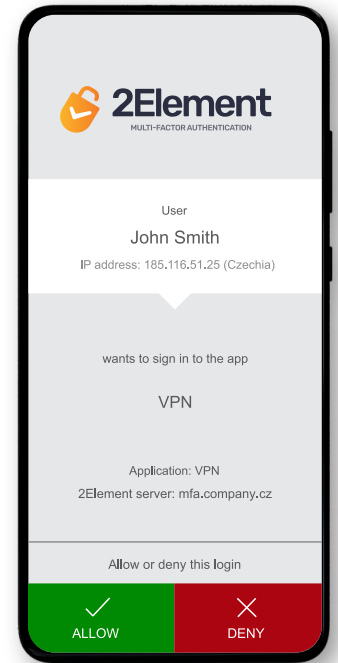 2Element
MULTI-FACTOR AUTHENTICATION
User
John Smith
IP address: 185.116.51.25 (Czechia)
wants to sign in to the app
VPN
Application: VPN
2Element server: mfa.company.cz
Allow or deny this login
ALLOW
DENY